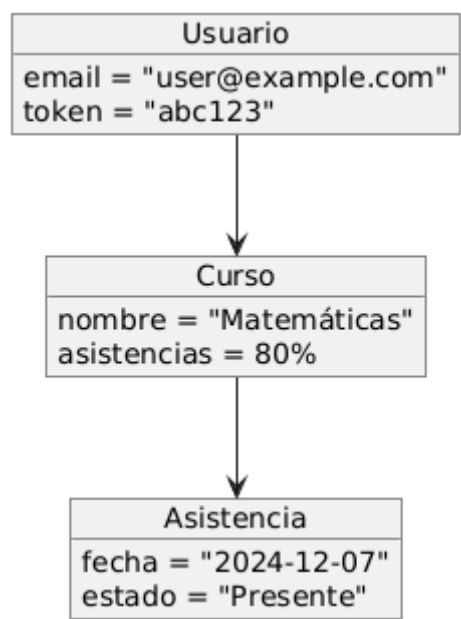 Usuario
email = "user@example.com"
token = "abc123"
Curso
nombre = "Matemáticas"
asistencias = 80%
Asistencia
fecha = "2024-12-07"
estado = "Presente"